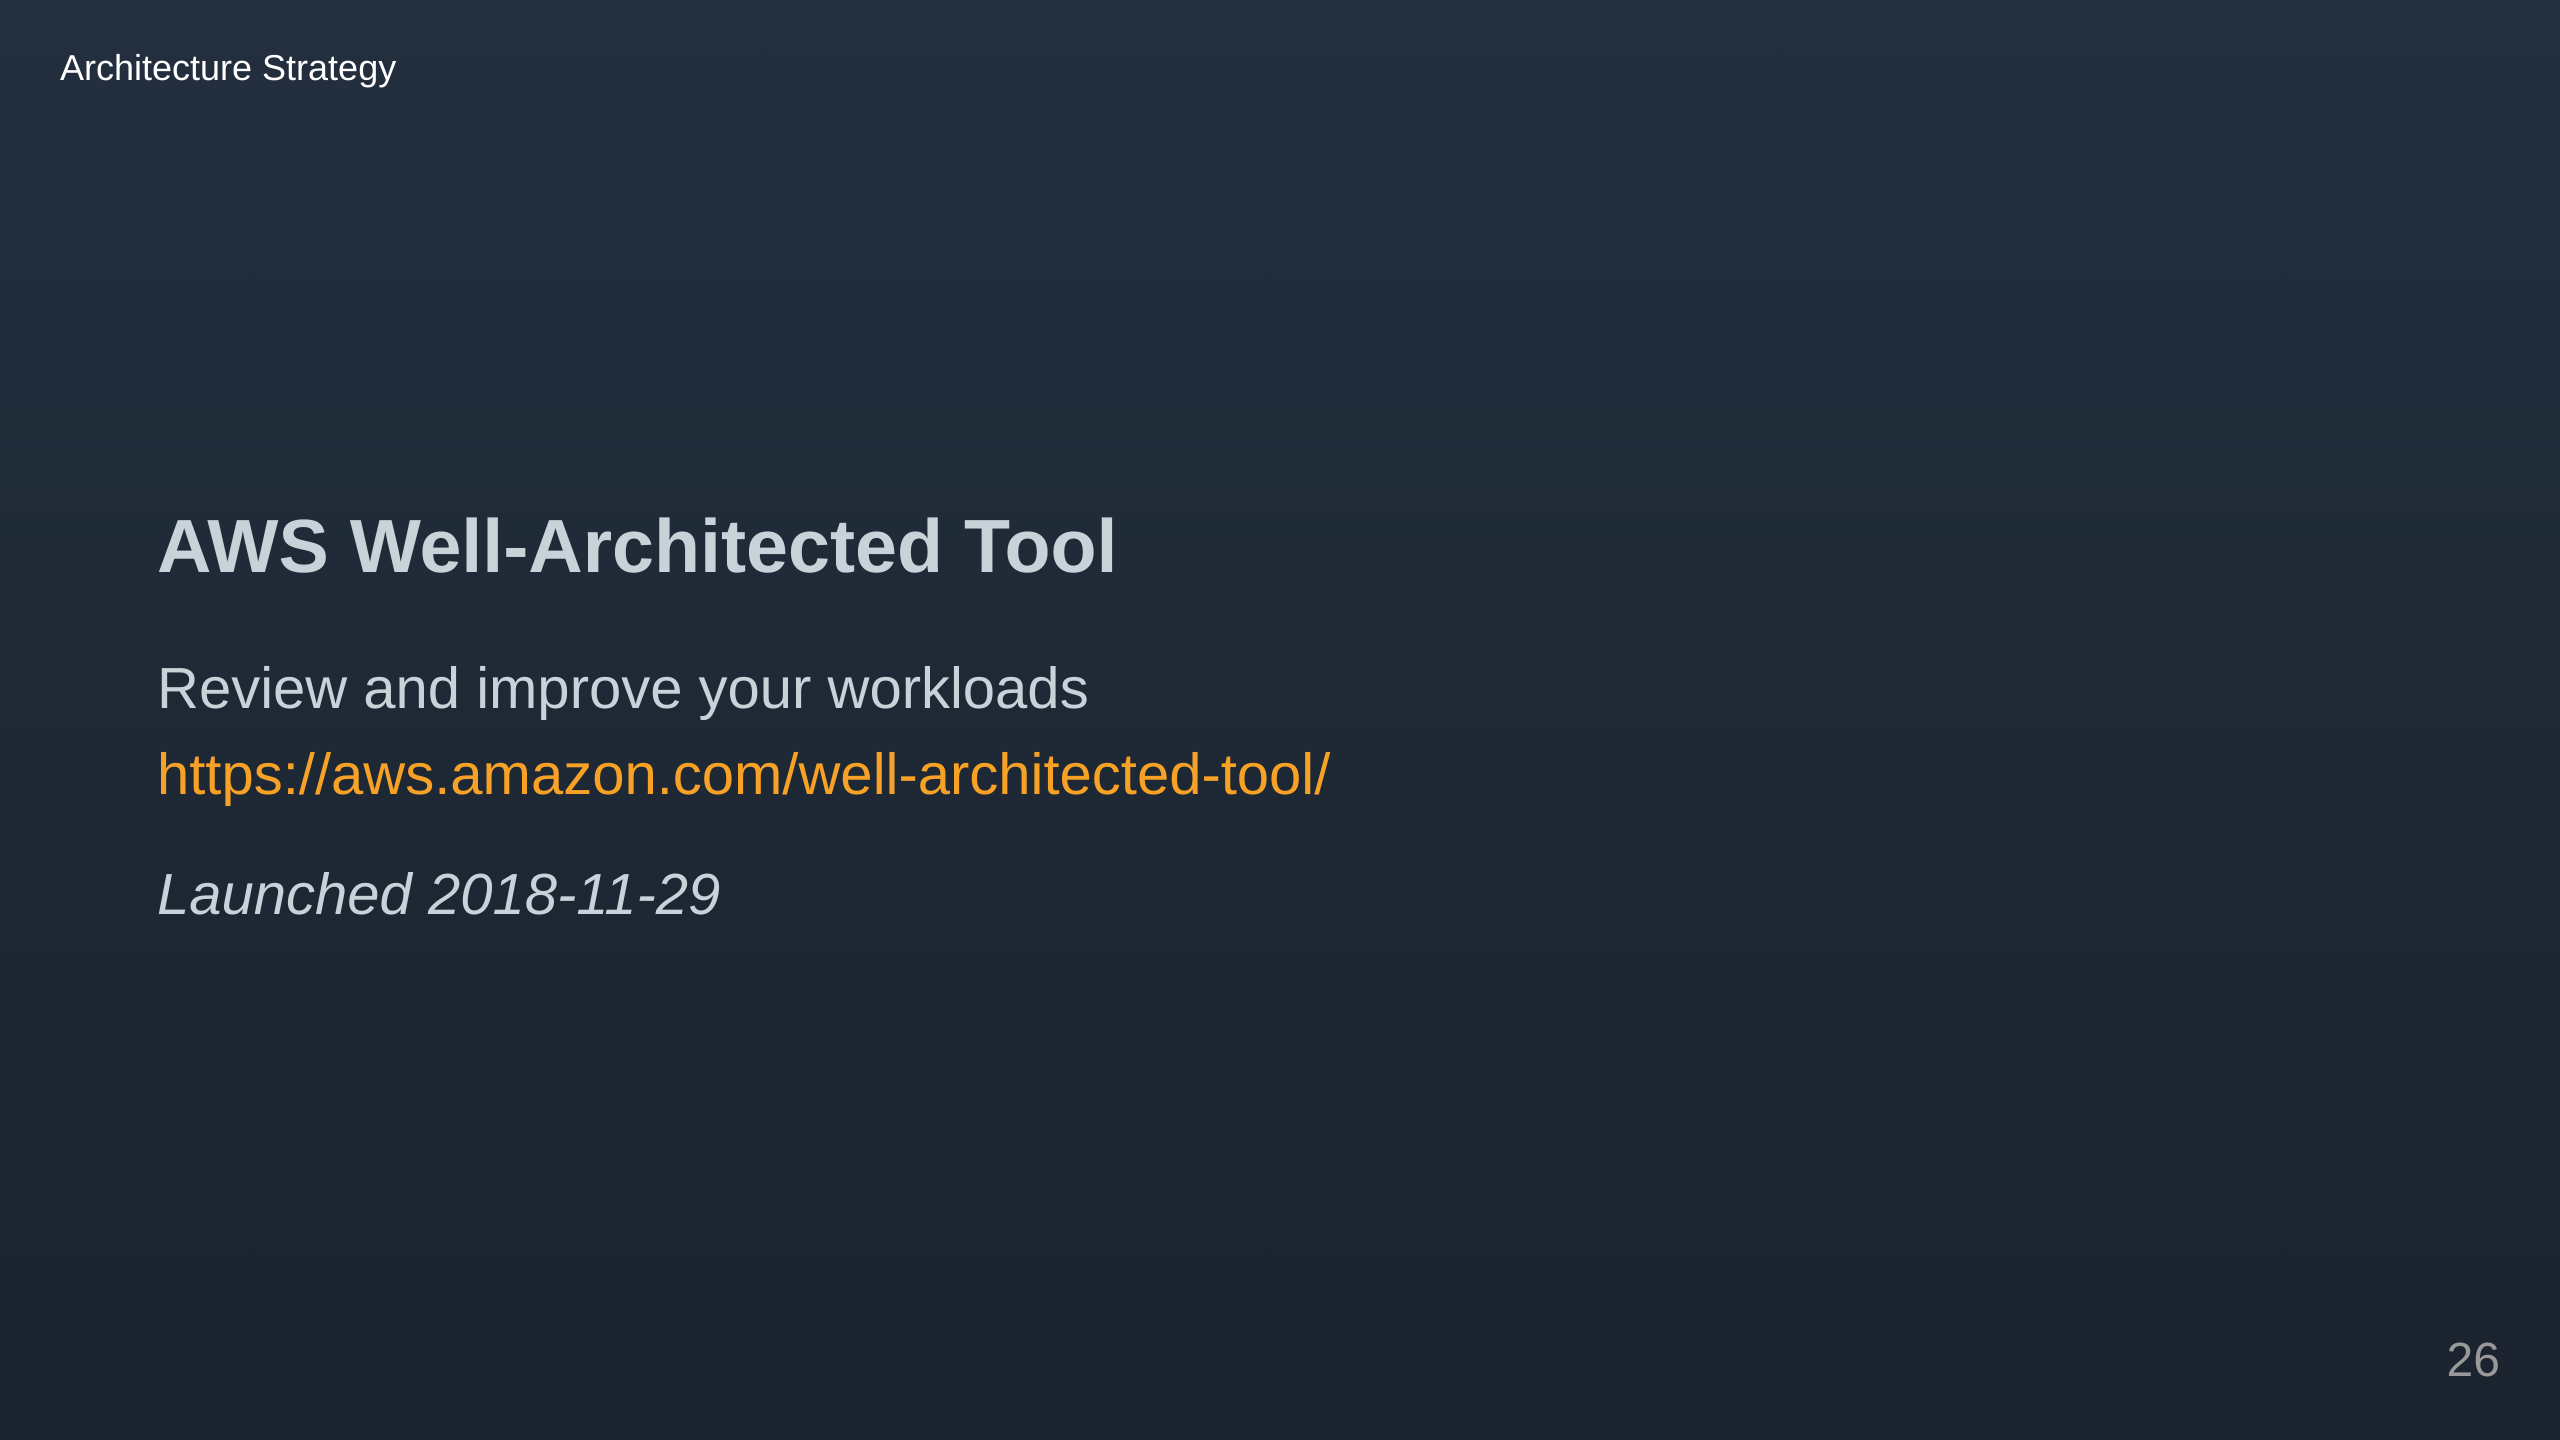 Architecture Strategy
AWS Well-Architected Tool
Review and improve your workloads
https://aws.amazon.com/well-architected-tool/
Launched 2018-11-29
26